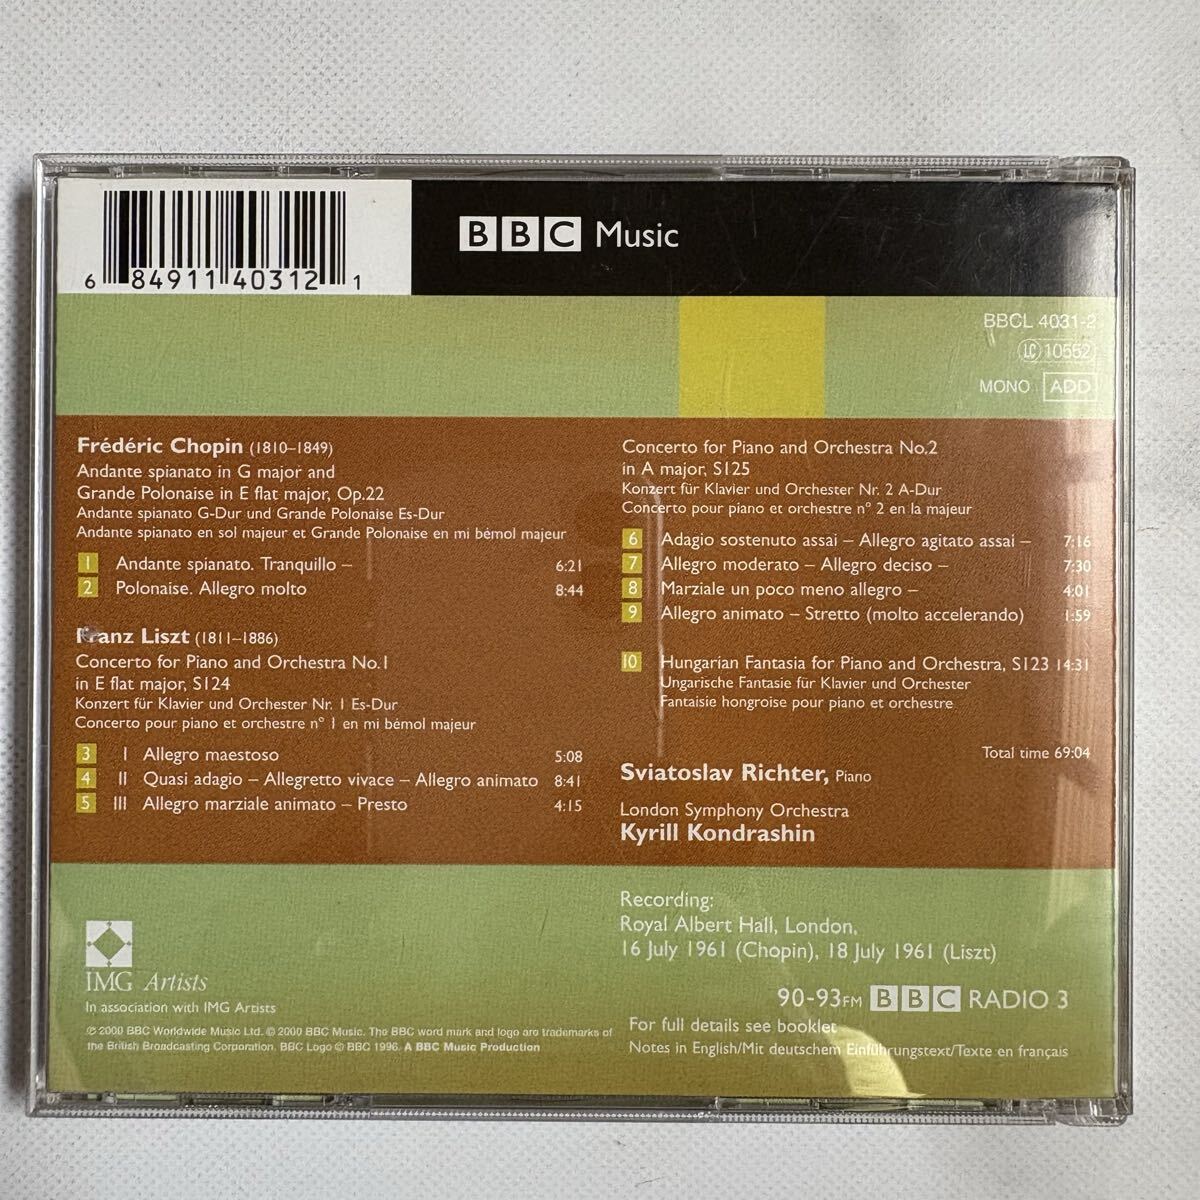 6 84911 40312 1
BBC Music
BBCL 4031-2
LC 10552
MONO ADD
Frédéric Chopin (1810–1849)
Andante spianato in G major and
Grande Polonaise in E flat major, Op.22
Andante spianato G-Dur und Grande Polonaise Es-Dur
Andante spianato en sol majeur et Grande Polonaise en mi bémol majeur
1 Andante spianato. Tranquillo – 6:21
2 Polonaise. Allegro molto 8:44
Franz Liszt (1811–1886)
Concerto for Piano and Orchestra No.1
in E flat major, S124
Konzert für Klavier und Orchester Nr. 1 Es-Dur
Concerto pour piano et orchestre nº 1 en mi bémol majeur
3 I Allegro maestoso 5:08
4 II Quasi adagio – Allegretto vivace – Allegro animato 8:41
5 III Allegro marziale animato – Presto 4:15
Concerto for Piano and Orchestra No.2
in A major, S125
Konzert für Klavier und Orchester Nr. 2 A-Dur
Concerto pour piano et orchestre nº 2 en la majeur
6 Adagio sostenuto assai – Allegro agitato assai – 7:16
7 Allegro moderato – Allegro deciso – 7:30
8 Marziale un poco meno allegro – 4:01
9 Allegro animato – Stretto (molto accelerando) 1:59
10 Hungarian Fantasia for Piano and Orchestra, S123 14:31
Ungarische Fantasie für Klavier und Orchester
Fantaisie hongroise pour piano et orchestre
Total time 69:04
Sviatoslav Richter, Piano
London Symphony Orchestra
Kyrill Kondrashin
Recording:
Royal Albert Hall, London,
16 July 1961 (Chopin), 18 July 1961 (Liszt)
90-93FM BBC RADIO 3
For full details see booklet
Notes in English/Mit deutschem Einführungstext/Texte en français
IMG Artists
In association with IMG Artists
℗ 2000 BBC Worldwide Music Ltd. © 2000 BBC Music. The BBC word mark and logo are trademarks of
the British Broadcasting Corporation. BBC Logo © BBC 1996. A BBC Music Production